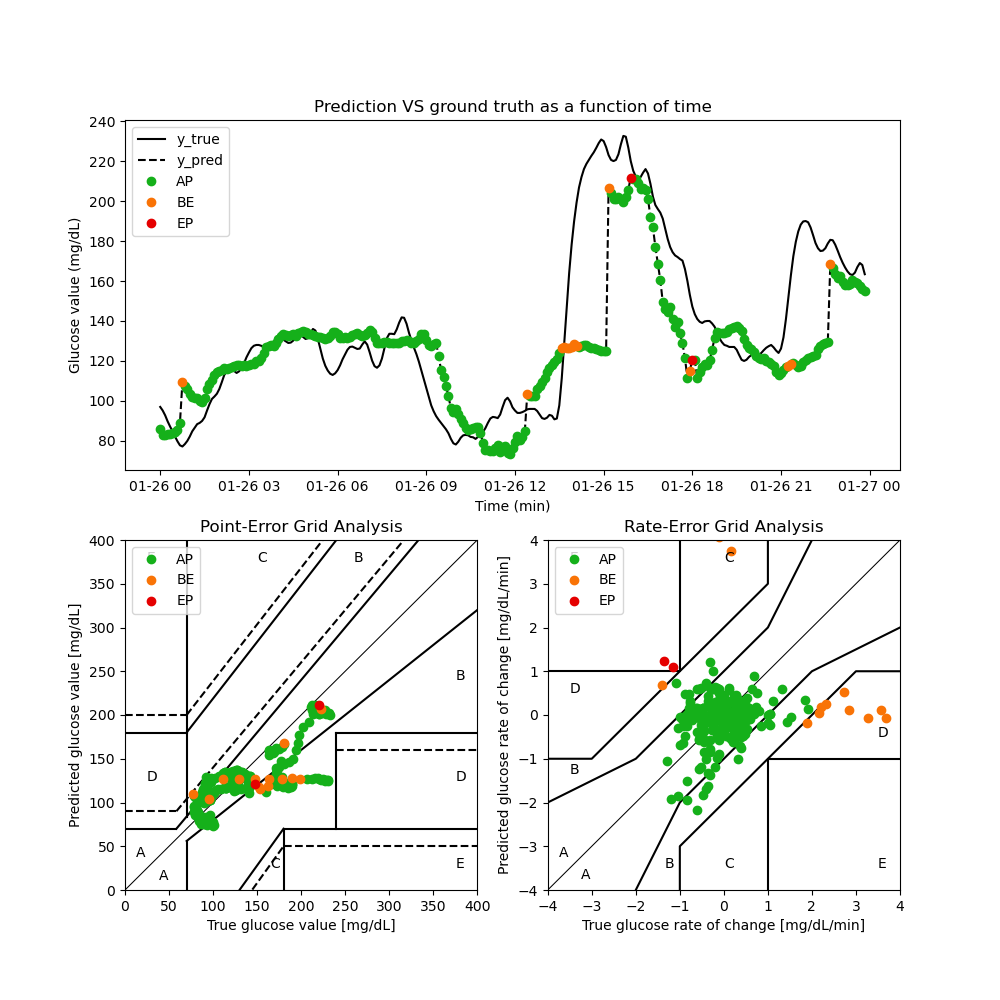 Prediction VS ground truth as a function of time
Glucose value (mg/dL)
240
220
200
180
160
140
120
100
80
y_true
y_pred
AP
BE
EP
01-26 00 01-26 03 01-26 06 01-26 09 01-26 12 01-26 15 01-26 18 01-26 21 01-27 00
Time (min)
Point-Error Grid Analysis
Predicted glucose value [mg/dL]
400
350
300
250
200
150
100
50
0
AP
BE
EP
C
B
B
D
D
A
A
C
E
0 50 100 150 200 250 300 350 400
True glucose value [mg/dL]
Rate-Error Grid Analysis
Predicted glucose rate of change [mg/dL/min]
4
3
2
1
0
−1
−2
−3
−4
AP
BE
EP
C
D
D
B
A
A
B
C
E
−4 −3 −2 −1 0 1 2 3 4
True glucose rate of change [mg/dL/min]